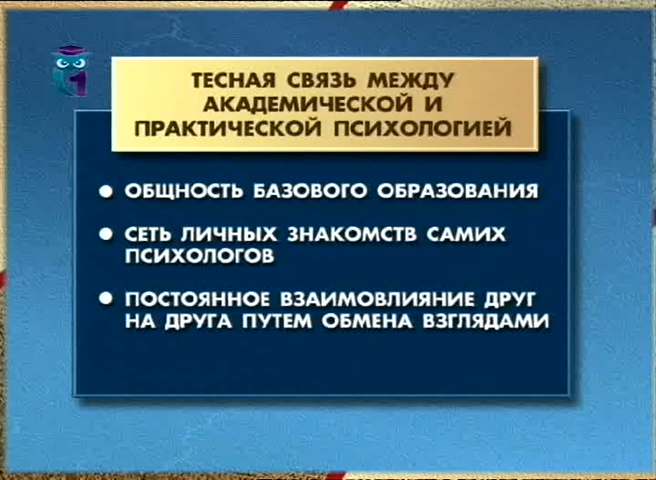 1
ТЕСНАЯ СВЯЗЬ МЕЖДУ
АКАДЕМИЧЕСКОЙ И
ПРАКТИЧЕСКОЙ ПСИХОЛОГИЕЙ
● ОБЩНОСТЬ БАЗОВОГО ОБРАЗОВАНИЯ
● СЕТЬ ЛИЧНЫХ ЗНАКОМСТВ САМИХ
ПСИХОЛОГОВ
● ПОСТОЯННОЕ ВЗАИМОВЛИЯНИЕ ДРУГ
НА ДРУГА ПУТЕМ ОБМЕНА ВЗГЛЯДАМИ